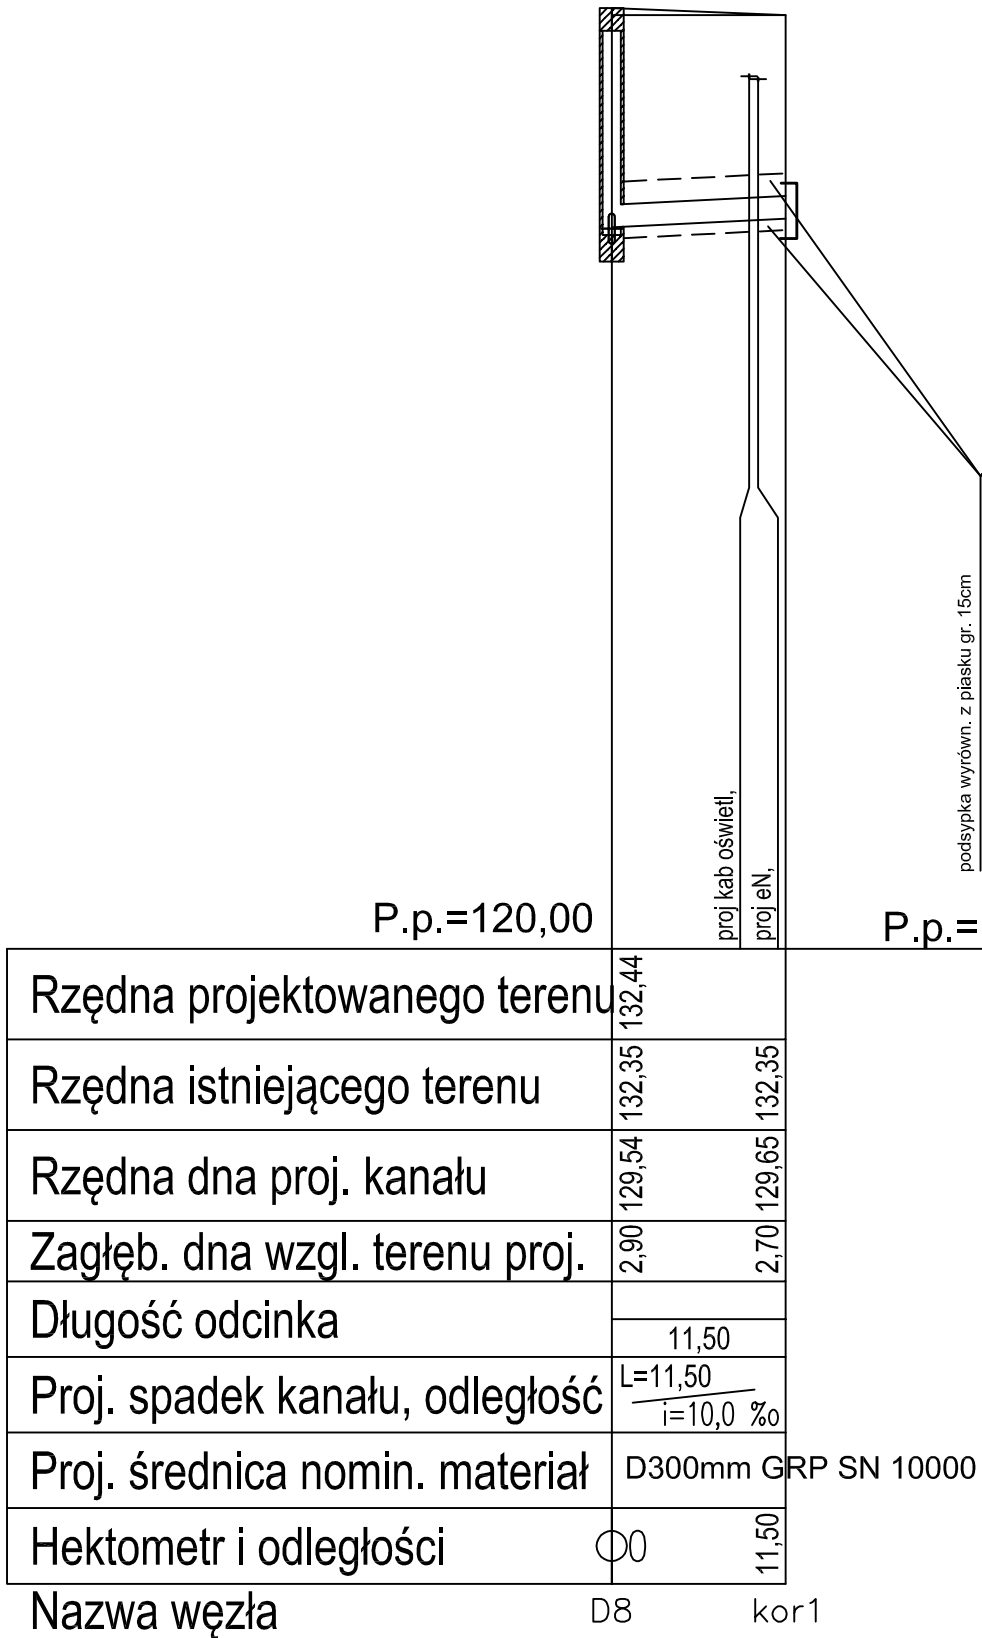 podsypka wyrówn. z piasku gr. 15cm
proj kab oświetl,
proj eN,
P.p.=120,00
P.p.=
Rzędna projektowanego terenu 132,44
Rzędna istniejącego terenu 132,35 132,35
Rzędna dna proj. kanału 129,54 129,65
Zagłęb. dna wzgl. terenu proj. 2,90 2,70
Długość odcinka 11,50
Proj. spadek kanału, odległość L=11,50
i=10,0 ‰
Proj. średnica nomin. materiał D300mm GRP SN 10000
Hektometr i odległości 0 11,50
Nazwa węzła D8 kor1